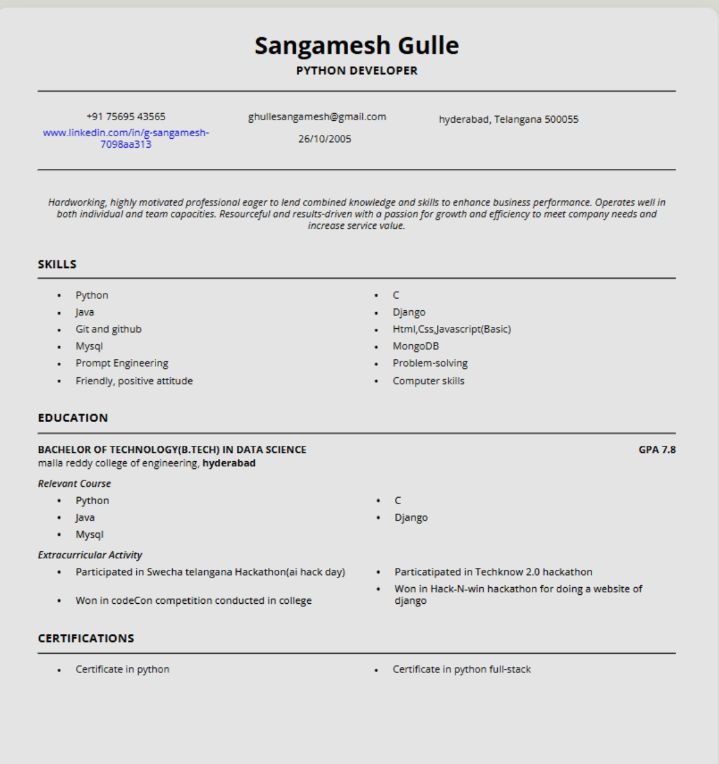 Sangamesh Gulle
PYTHON DEVELOPER
+91 75695 43565
www.linkedin.com/in/g-sangamesh-
7098aa313
ghullesangamesh@gmail.com
26/10/2005
hyderabad, Telangana 500055
Hardworking, highly motivated professional eager to lend combined knowledge and skills to enhance business performance. Operates well in
both individual and team capacities. Resourceful and results-driven with a passion for growth and efficiency to meet company needs and
increase service value.
SKILLS
• Python
• C
• Java
• Django
• Git and github
• Html,Css,Javascript(Basic)
• Mysql
• MongoDB
• Prompt Engineering
• Problem-solving
• Friendly, positive attitude
• Computer skills
EDUCATION
BACHELOR OF TECHNOLOGY(B.TECH) IN DATA SCIENCE GPA 7.8
malla reddy college of engineering, hyderabad
Relevant Course
• Python
• C
• Java
• Django
• Mysql
Extracurricular Activity
• Participated in Swecha telangana Hackathon(ai hack day)
• Particatipated in Techknow 2.0 hackathon
• Won in codeCon competition conducted in college
• Won in Hack-N-win hackathon for doing a website of
django
CERTIFICATIONS
• Certificate in python
• Certificate in python full-stack